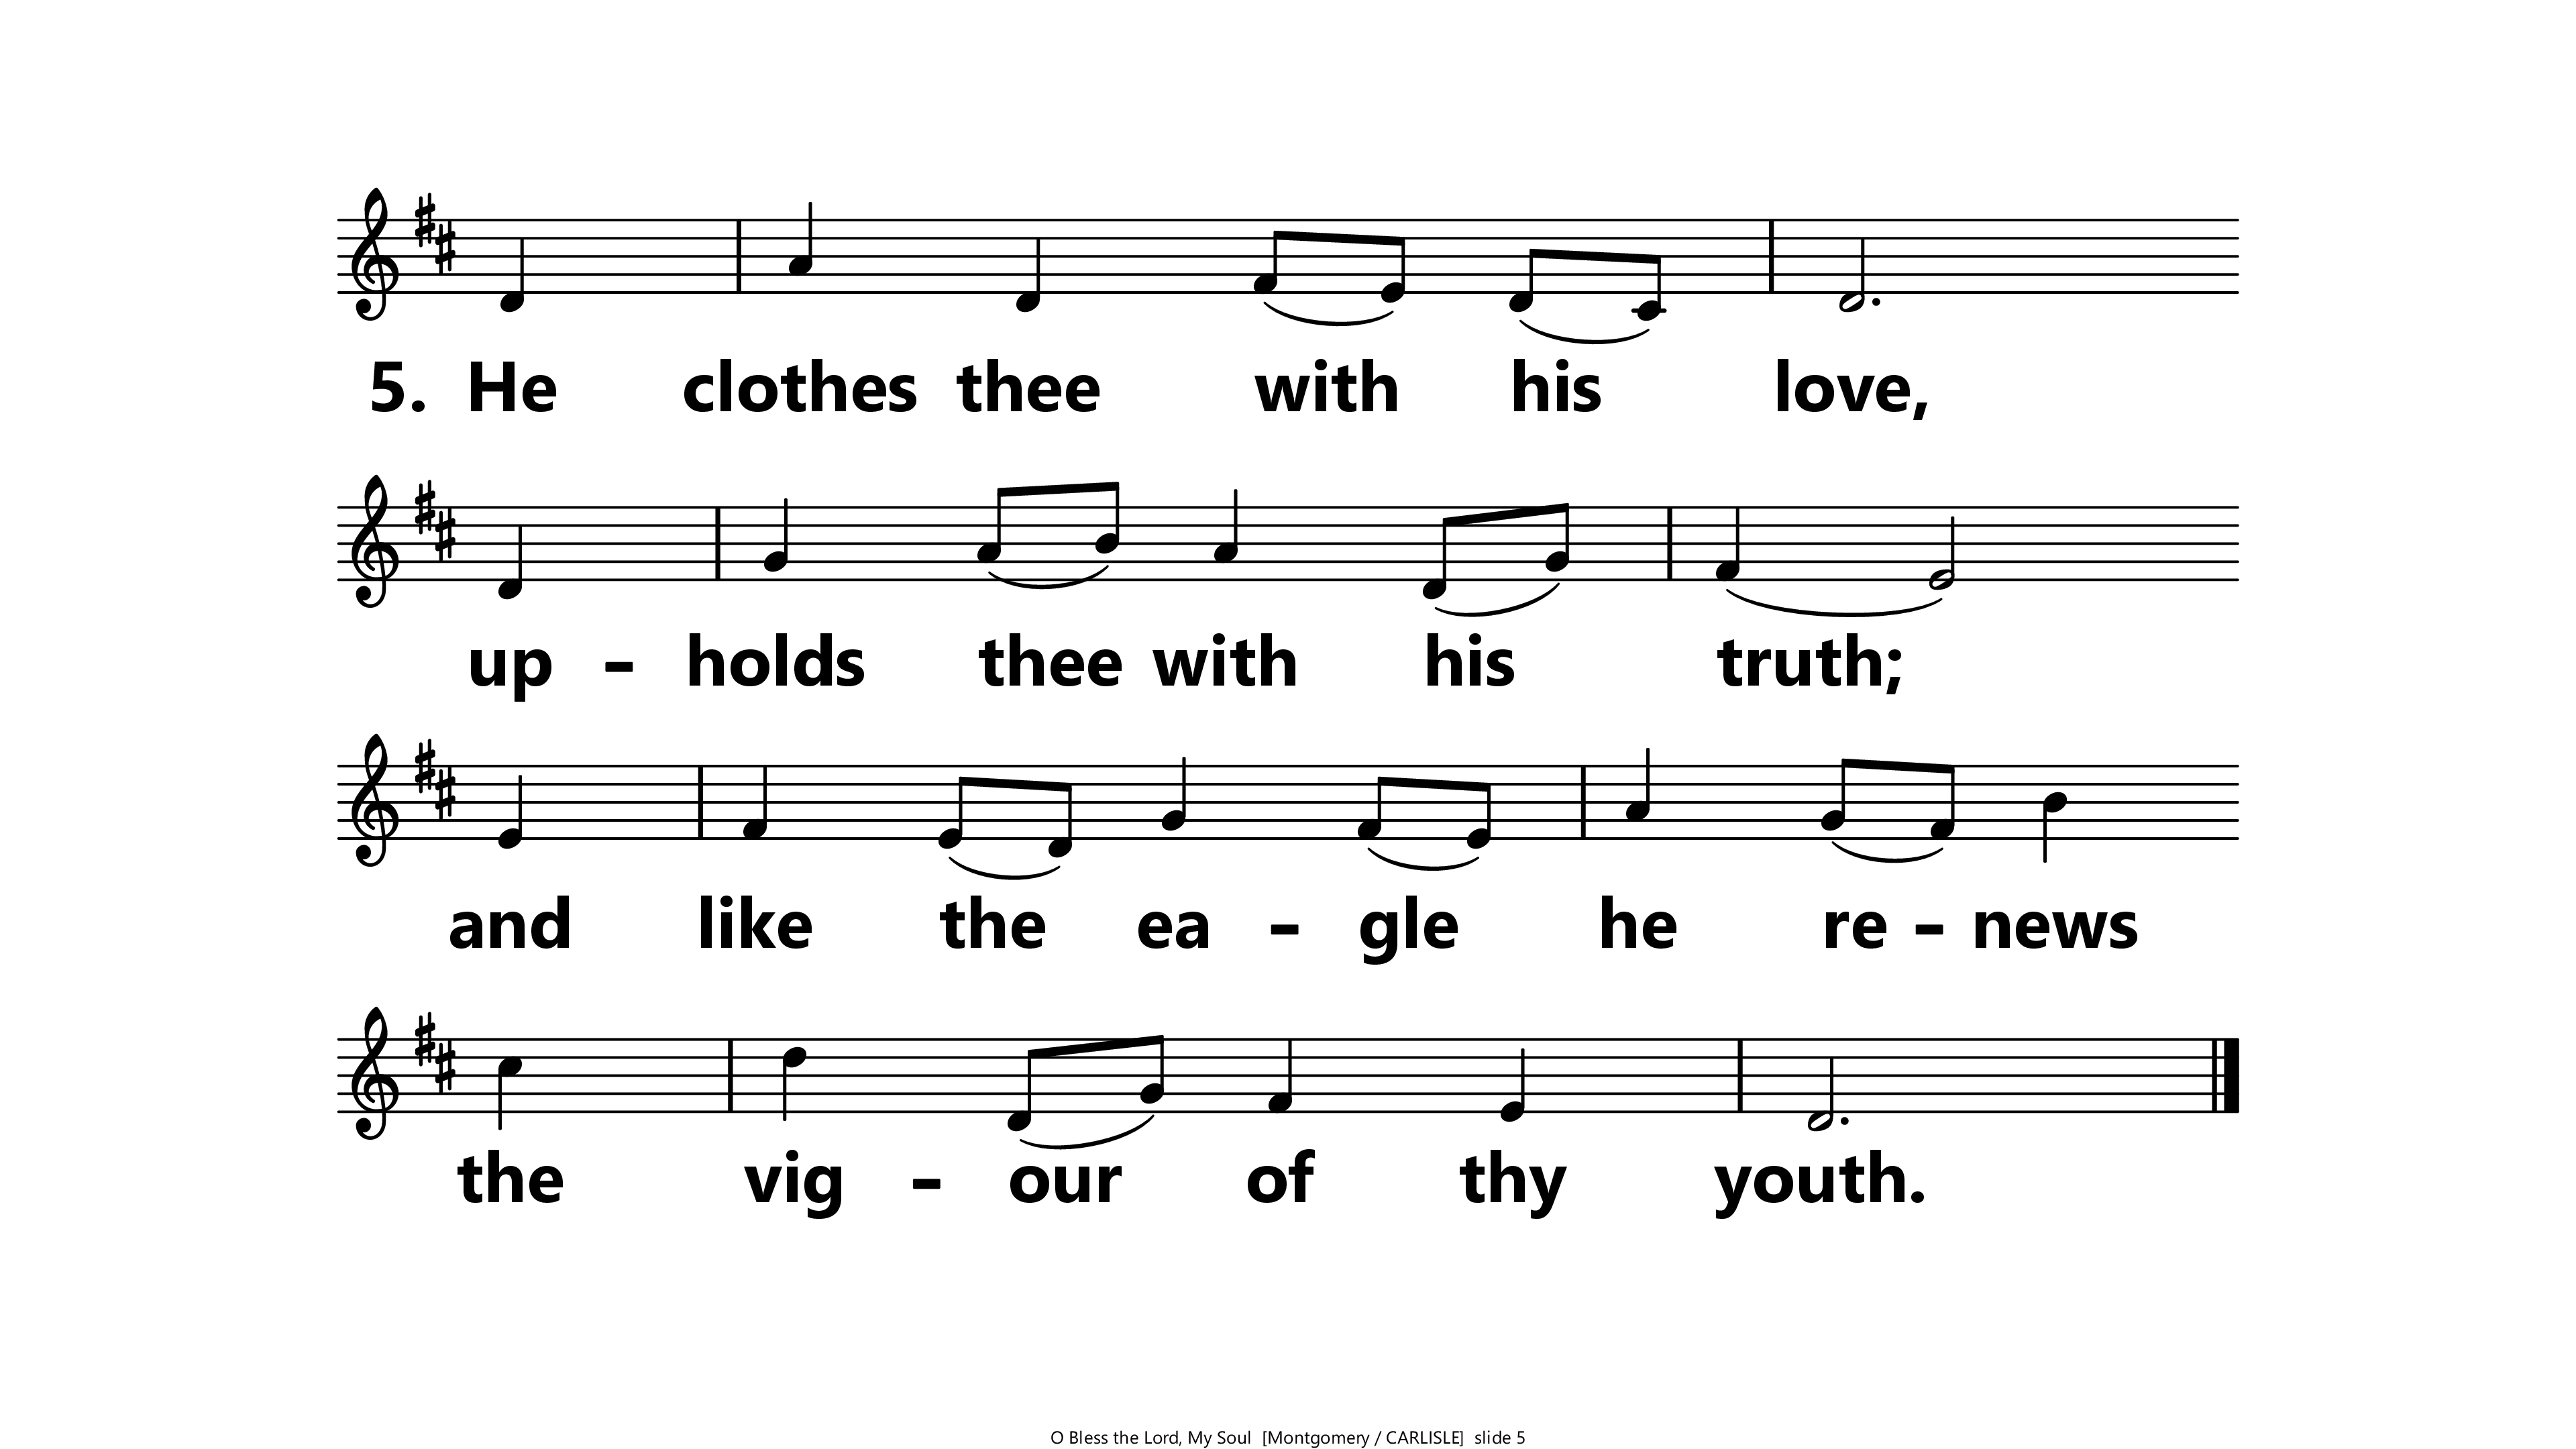 5. He clothes thee with his love,
up - holds thee with his truth;
and like the ea - gle he re - news
the vig - our of thy youth.
O Bless the Lord, My Soul [Montgomery / CARLISLE] slide 5